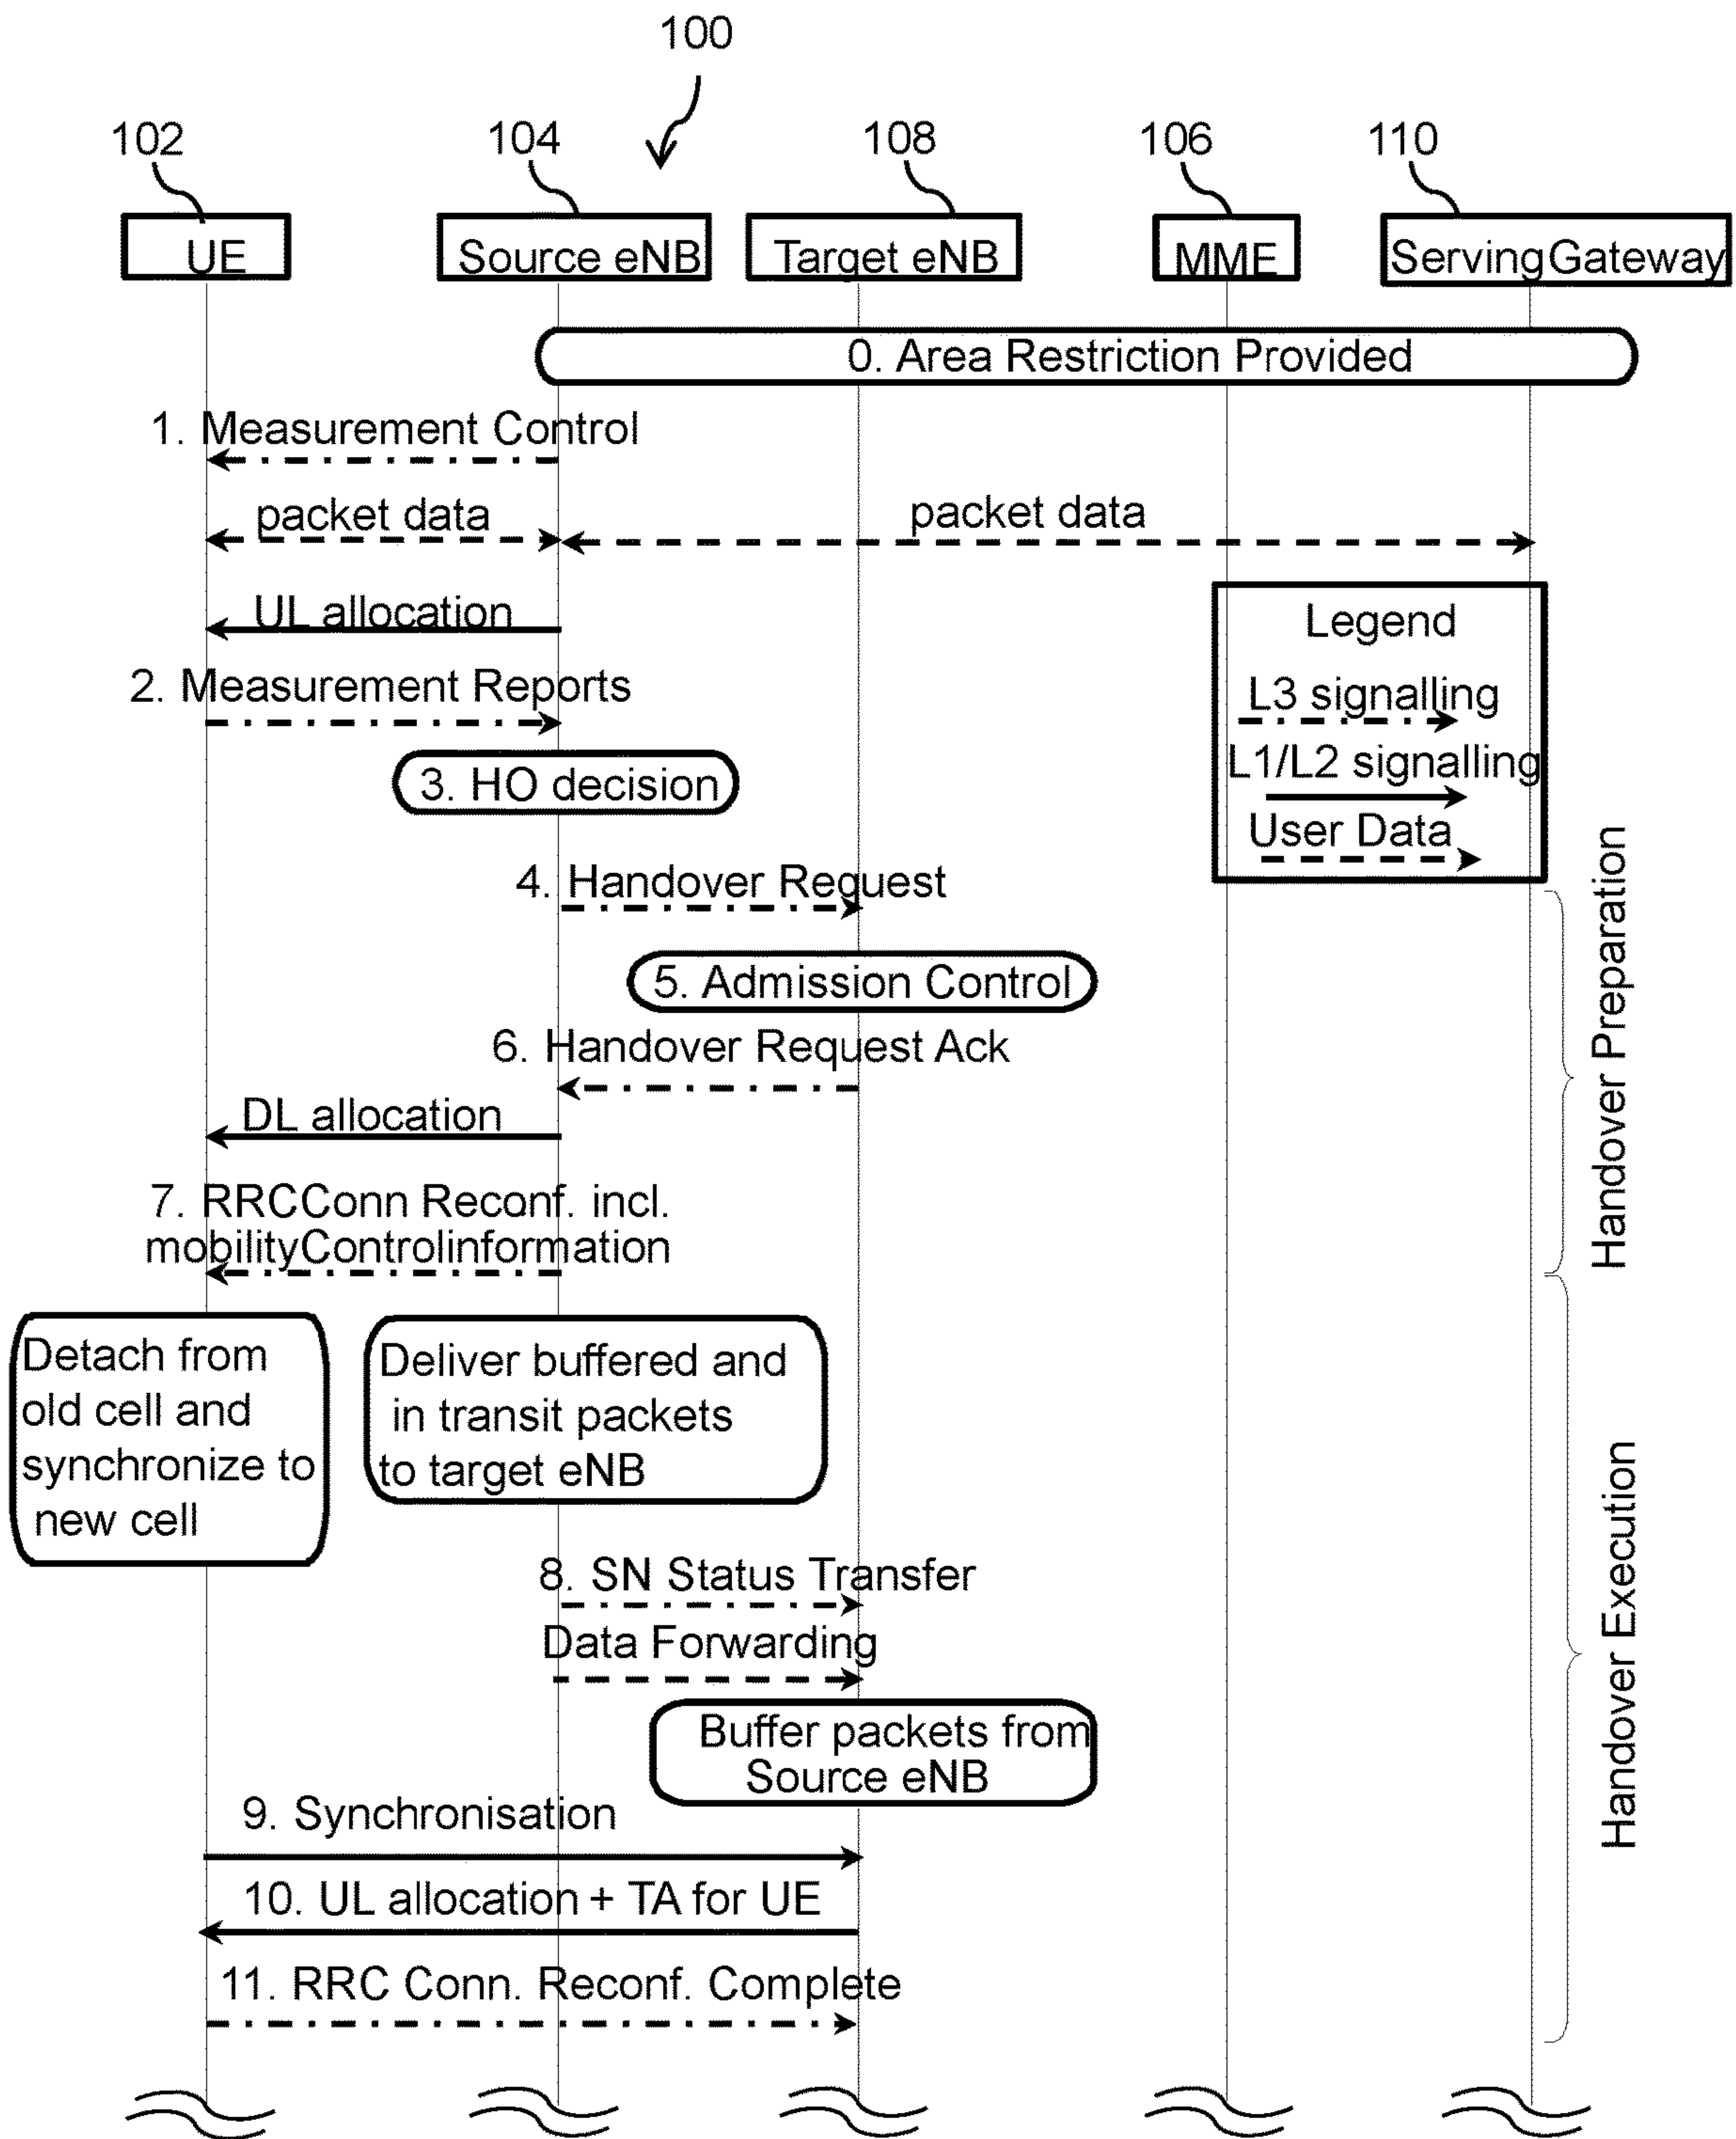 100
102
104
108
106
110
UE
Source eNB
Target eNB
MME
ServingGateway
0. Area Restriction Provided
1. Measurement Control
packet data
packet data
UL allocation
Legend
L3 signalling
L1/L2 signalling
User Data
2. Measurement Reports
3. HO decision
4. Handover Request
5. Admission Control
6. Handover Request Ack
DL allocation
7. RRCConn Reconf. incl.
mobilityControlinformation
Handover Preparation
Detach from
old cell and
synchronize to
new cell
Deliver buffered and
in transit packets
to target eNB
8. SN Status Transfer
Data Forwarding
Buffer packets from
Source eNB
9. Synchronisation
10. UL allocation + TA for UE
11. RRC Conn. Reconf. Complete
Handover Execution